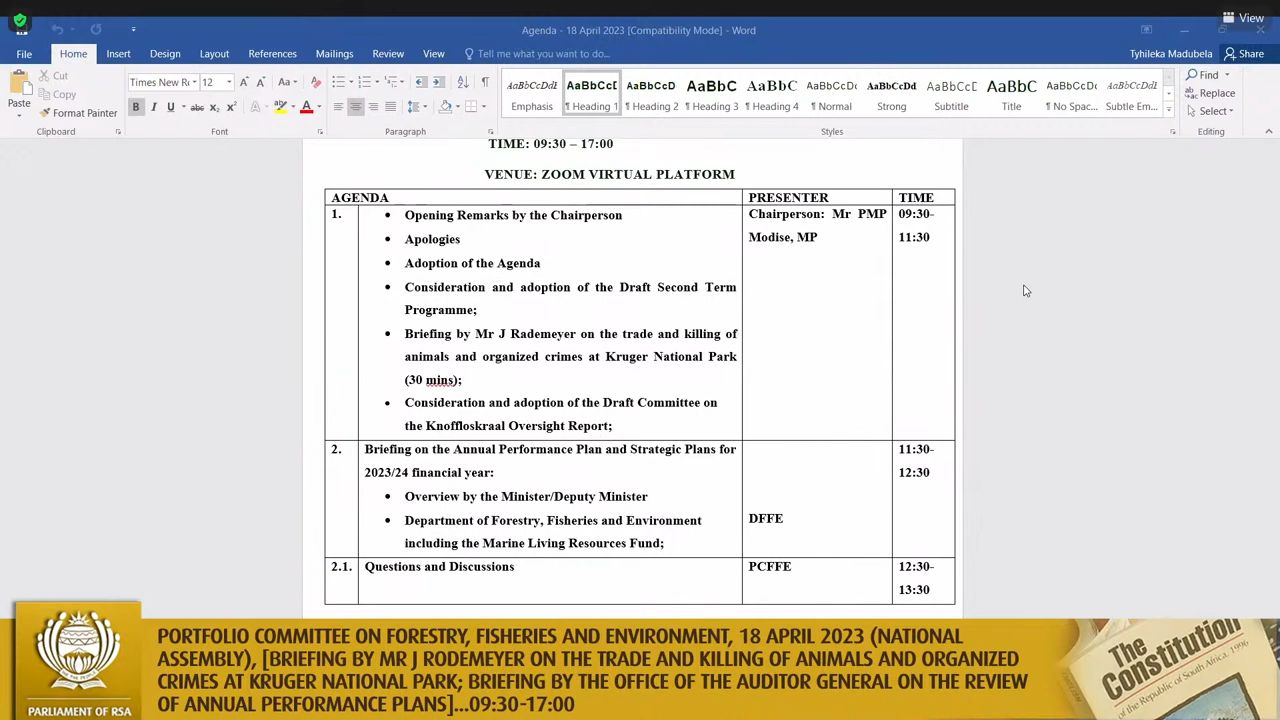 View
Agenda - 18 April 2023 [Compatibility Mode] - Word
File Home Insert Design Layout References Mailings Review View Tell me what you want to do... Tyhileka Madubela Share
Paste
Cut
Copy
Format Painter
Clipboard
Times New Ro 12
Font
Paragraph
AaBbCcDdI AaBbCcD AaBbCcD AaBbC AaBbC AaBbCcDc AaBbCcDd AaBbCcD AaBbC AaBbCcDc AaBbCcD
Emphasis ¶ Heading 1 ¶ Heading 2 ¶ Heading 3 ¶ Heading 4 ¶ Normal Strong Subtitle Title ¶ No Spac... Subtle Em...
Styles
Find
Replace
Select
Editing
TIME: 09:30 – 17:00
VENUE: ZOOM VIRTUAL PLATFORM
AGENDA PRESENTER TIME
1. • Opening Remarks by the Chairperson Chairperson: Mr PMP 09:30-
• Apologies Modise, MP 11:30
• Adoption of the Agenda
• Consideration and adoption of the Draft Second Term
Programme;
• Briefing by Mr J Rademeyer on the trade and killing of
animals and organized crimes at Kruger National Park
(30 mins);
• Consideration and adoption of the Draft Committee on
the Knoffloskraal Oversight Report;
2. Briefing on the Annual Performance Plan and Strategic Plans for 11:30-
2023/24 financial year: 12:30
• Overview by the Minister/Deputy Minister
• Department of Forestry, Fisheries and Environment DFFE
including the Marine Living Resources Fund;
2.1. Questions and Discussions PCFFE 12:30-
13:30
PARLIAMENT OF RSA
PORTFOLIO COMMITTEE ON FORESTRY, FISHERIES AND ENVIRONMENT, 18 APRIL 2023 (NATIONAL
ASSEMBLY), [BRIEFING BY MR J RODEMEYER ON THE TRADE AND KILLING OF ANIMALS AND ORGANIZED
CRIMES AT KRUGER NATIONAL PARK; BRIEFING BY THE OFFICE OF THE AUDITOR GENERAL ON THE REVIEW
OF ANNUAL PERFORMANCE PLANS]...09:30-17:00
The
Constitution
of the Republic of South Africa, 1996